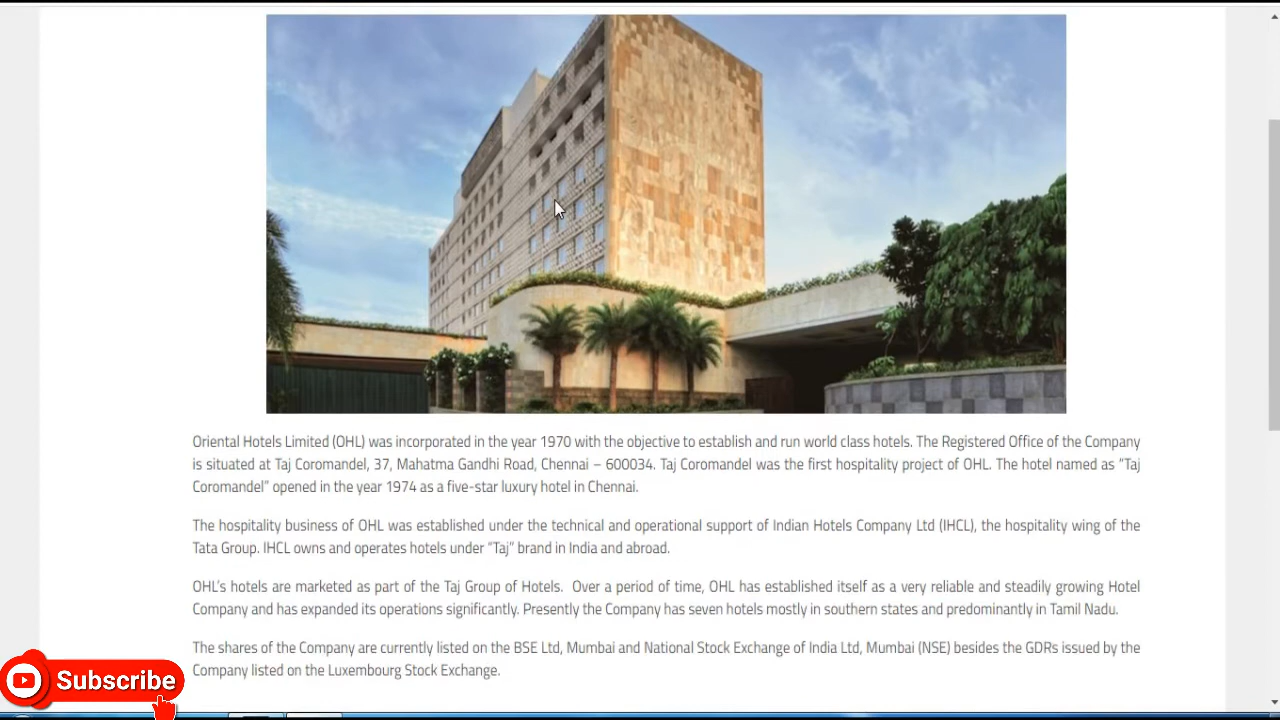 Oriental Hotels Limited (OHL) was incorporated in the year 1970 with the objective to establish and run world class hotels. The Registered Office of the Company
is situated at Taj Coromandel, 37, Mahatma Gandhi Road, Chennai – 600034. Taj Coromandel was the first hospitality project of OHL. The hotel named as “Taj
Coromandel” opened in the year 1974 as a five-star luxury hotel in Chennai.
The hospitality business of OHL was established under the technical and operational support of Indian Hotels Company Ltd (IHCL), the hospitality wing of the
Tata Group. IHCL owns and operates hotels under “Taj” brand in India and abroad.
OHL’s hotels are marketed as part of the Taj Group of Hotels. Over a period of time, OHL has established itself as a very reliable and steadily growing Hotel
Company and has expanded its operations significantly. Presently the Company has seven hotels mostly in southern states and predominantly in Tamil Nadu.
The shares of the Company are currently listed on the BSE Ltd, Mumbai and National Stock Exchange of India Ltd, Mumbai (NSE) besides the GDRs issued by the
Company listed on the Luxembourg Stock Exchange.
Subscribe